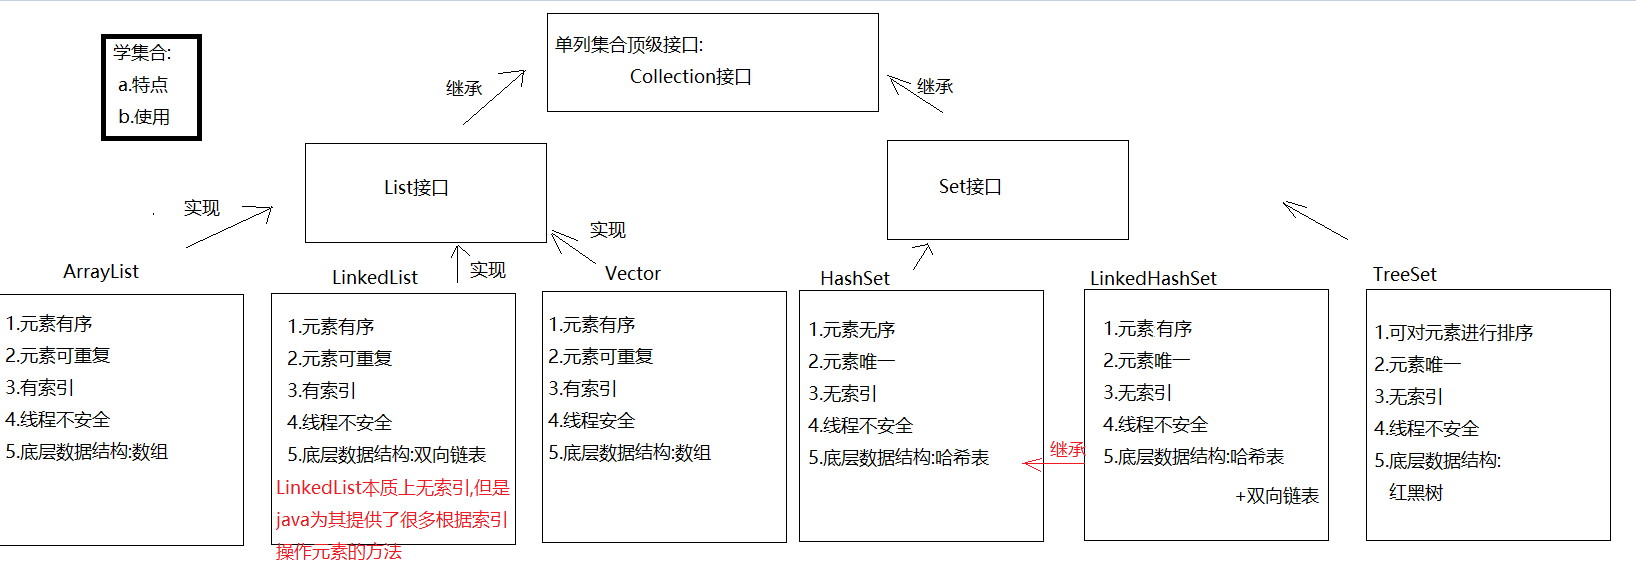 学集合:
a.特点
b.使用
单列集合顶级接口:
Collection接口
继承
继承
List接口
Set接口
实现
实现
实现
ArrayList
1.元素有序
2.元素可重复
3.有索引
4.线程不安全
5.底层数据结构:数组
LinkedList
1.元素有序
2.元素可重复
3.有索引
4.线程不安全
5.底层数据结构:双向链表
LinkedList本质上无索引,但是
java为其提供了很多根据索引
操作元素的方法
Vector
1.元素有序
2.元素可重复
3.有索引
4.线程安全
5.底层数据结构:数组
HashSet
1.元素无序
2.元素唯一
3.无索引
4.线程不安全
5.底层数据结构:哈希表
继承
LinkedHashSet
1.元素有序
2.元素唯一
3.无索引
4.线程不安全
5.底层数据结构:哈希表
+双向链表
TreeSet
1.可对元素进行排序
2.元素唯一
3.无索引
4.线程不安全
5.底层数据结构:
红黑树